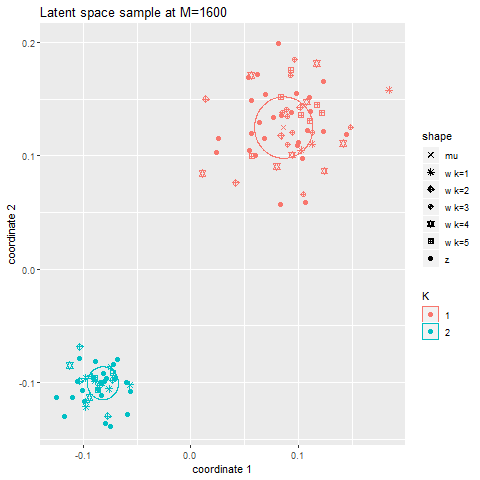 Latent space sample at M=1600
coordinate 2
0.2
0.1
0.0
-0.1
-0.1
0.0
0.1
coordinate 1
shape
mu
w k=1
w k=2
w k=3
w k=4
w k=5
z
K
1
2